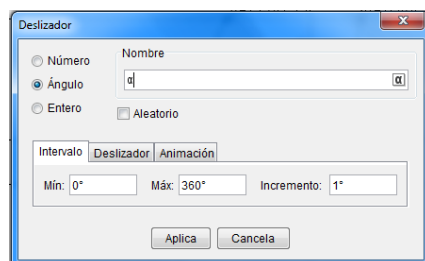 Deslizador
Número
Ángulo
Entero
Nombre
α
α
Aleatorio
Intervalo Deslizador Animación
Mín: 0° Máx: 360° Incremento: 1°
Aplica Cancela